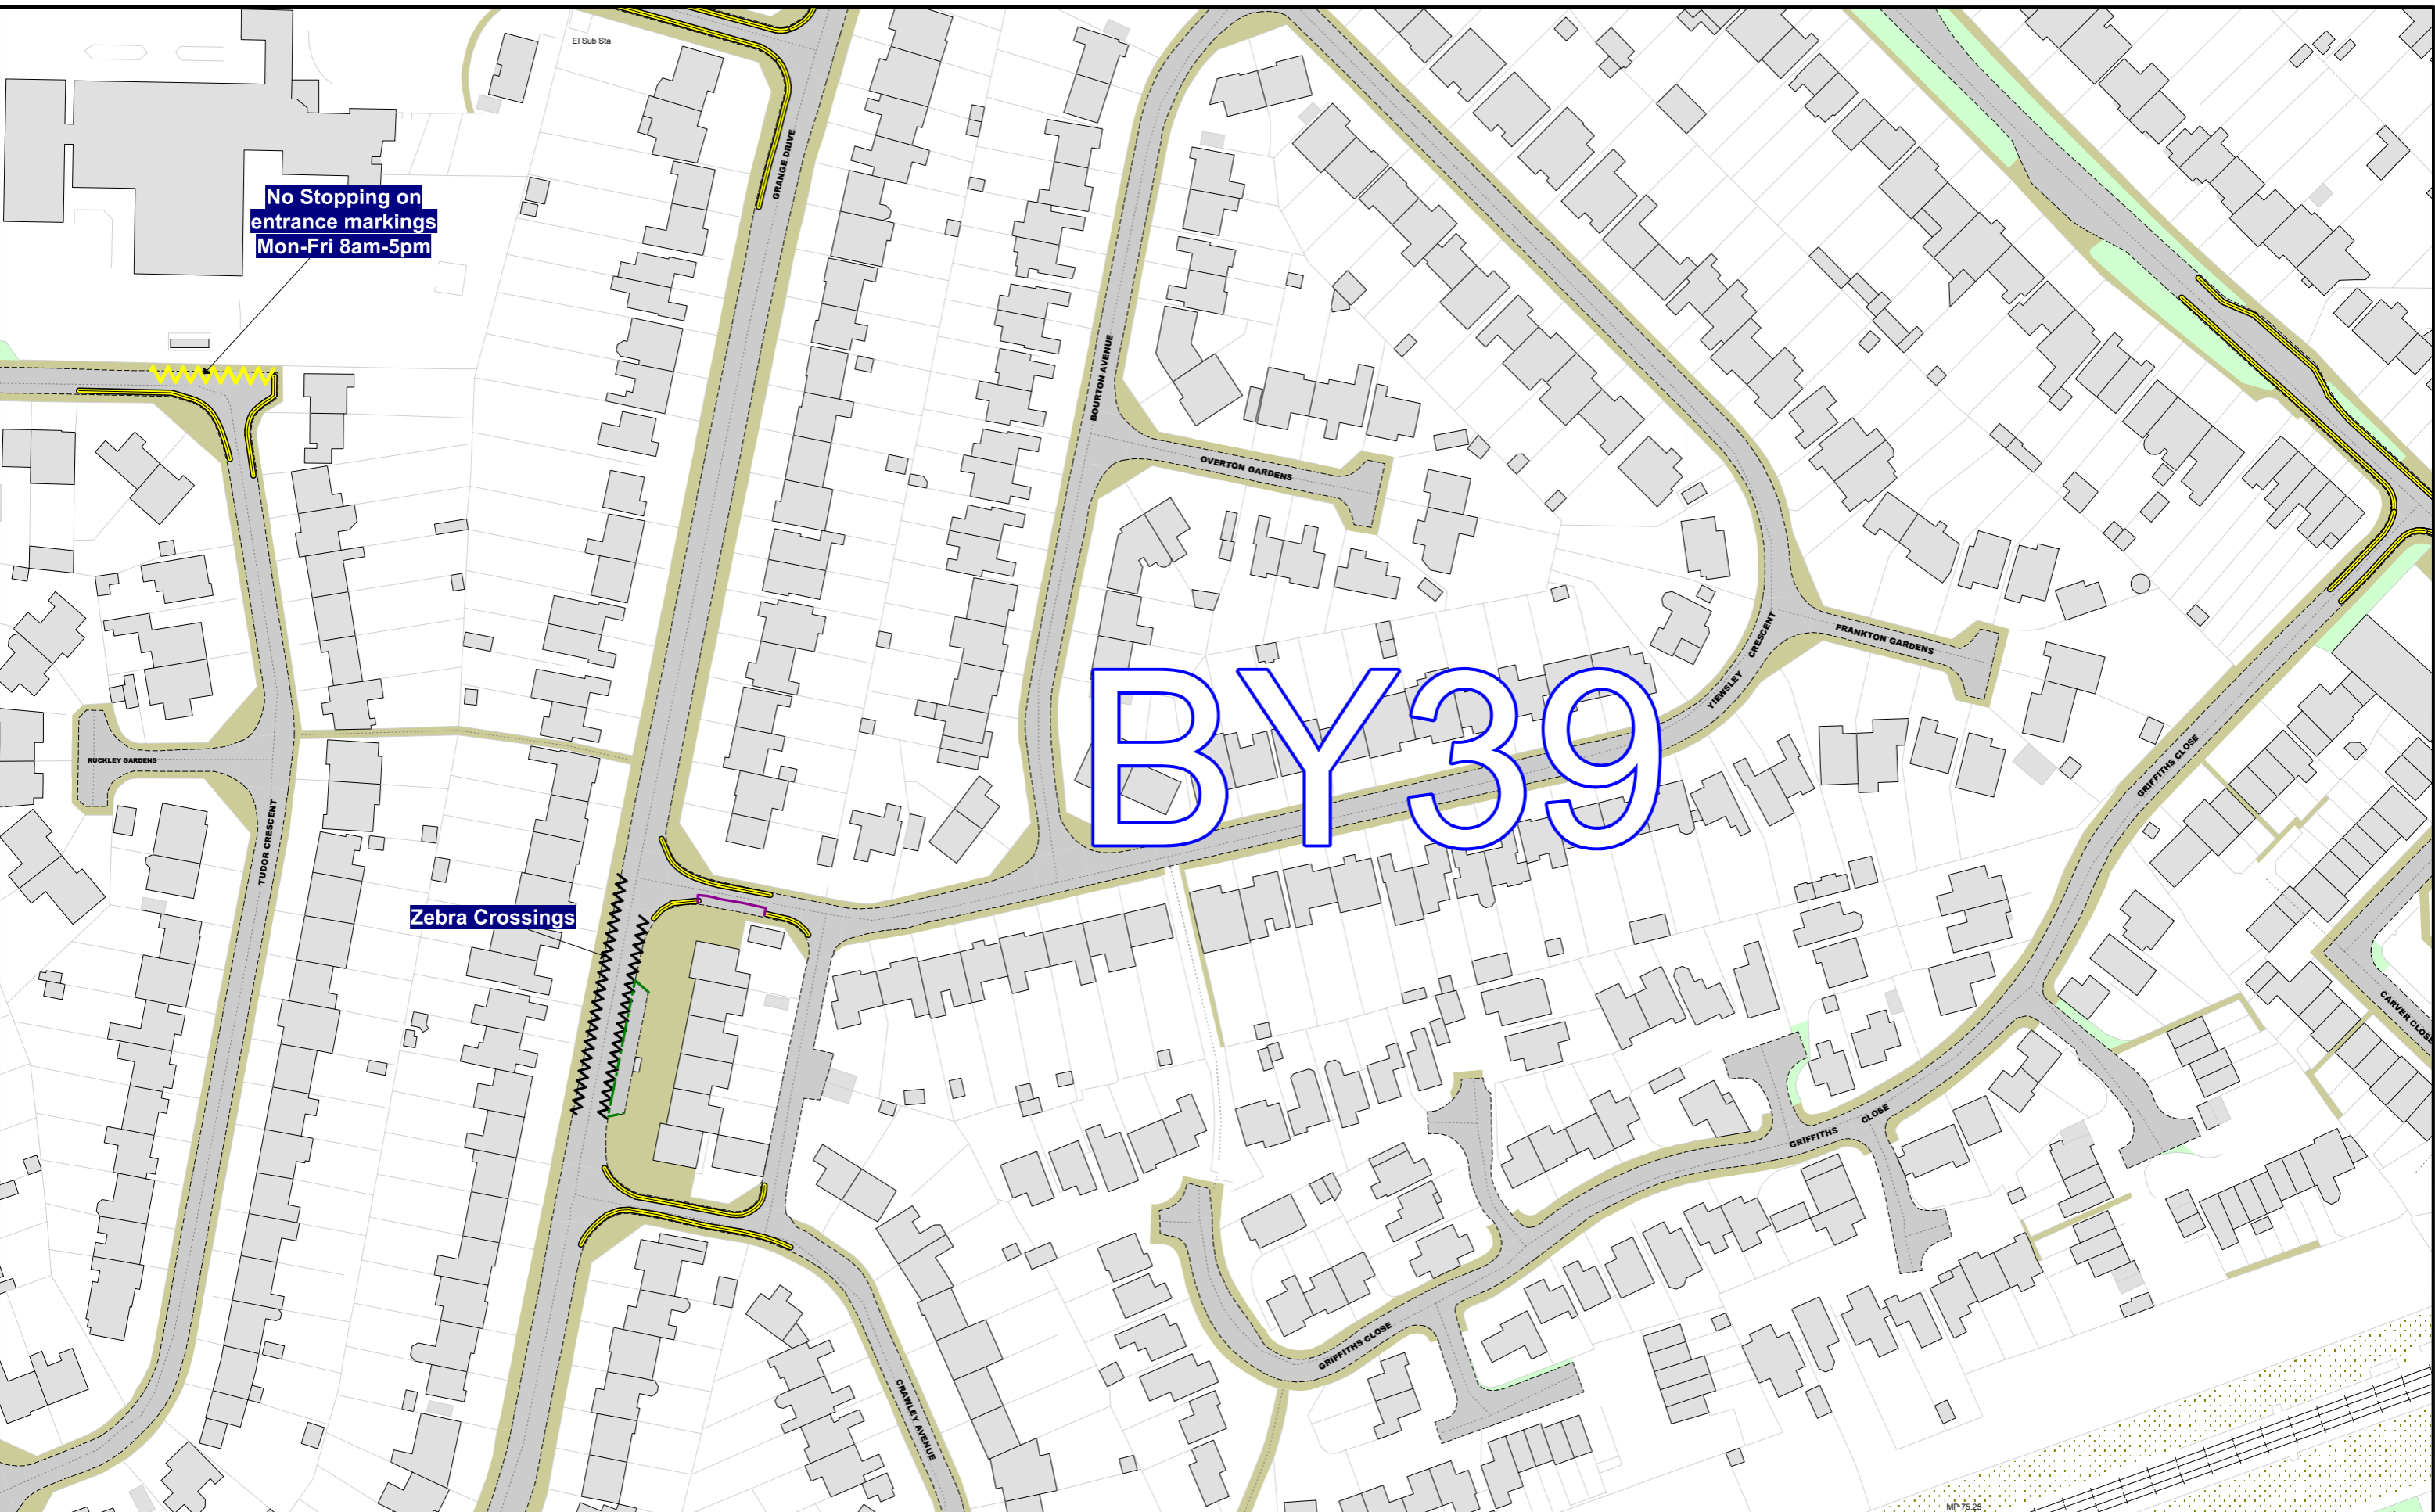 El Sub Sta
GRANGE DRIVE
No Stopping on
entrance markings
Mon-Fri 8am-5pm
BOURTON AVENUE
OVERTON GARDENS
YIEWSLEY CRESCENT
FRANKTON GARDENS
BY39
RUCKLEY GARDENS
TUDOR CRESCENT
GRIFFITHS CLOSE
Zebra Crossings
CARVER CLOSE
GRIFFITHS CLOSE
GRIFFITHS CLOSE
CRAWLEY AVENUE
MP 75.25